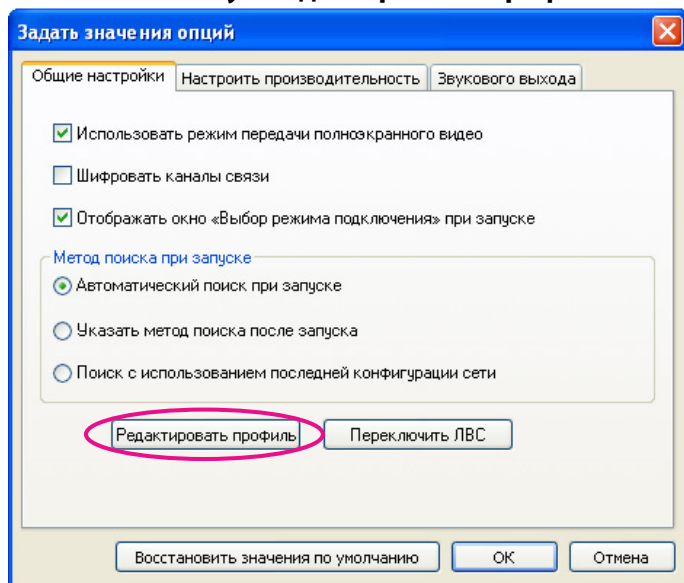 Задать значения опций
Общие настройки Настроить производительность Звукового выхода
Использовать режим передачи полноэкранного видео
Шифровать каналы связи
Отображать окно «Выбор режима подключения» при запуске
Метод поиска при запуске
Автоматический поиск при запуске
Указать метод поиска после запуска
Поиск с использованием последней конфигурации сети
Редактировать профиль Переключить ЛВС
Восстановить значения по умолчанию ОК Отмена